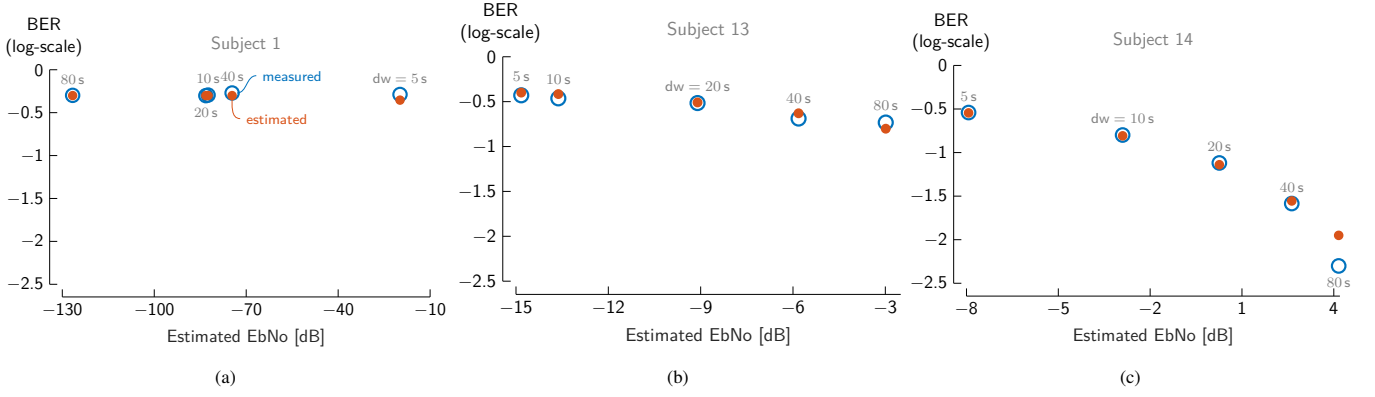 BER
(log-scale)
Subject 1
0
−0.5
−1
−1.5
−2
−2.5
80 s
10 s 40 s
20 s
measured
estimated
dw = 5 s
−130 −100 −70 −40 −10
Estimated EbNo [dB]
(a)
BER
(log-scale)
Subject 13
0
−0.5
−1
−1.5
−2
−2.5
5 s
10 s
dw = 20 s
40 s
80 s
−15 −12 −9 −6 −3
Estimated EbNo [dB]
(b)
BER
(log-scale)
Subject 14
0
−0.5
−1
−1.5
−2
−2.5
5 s
dw = 10 s
20 s
40 s
80 s
−8 −5 −2 1 4
Estimated EbNo [dB]
(c)